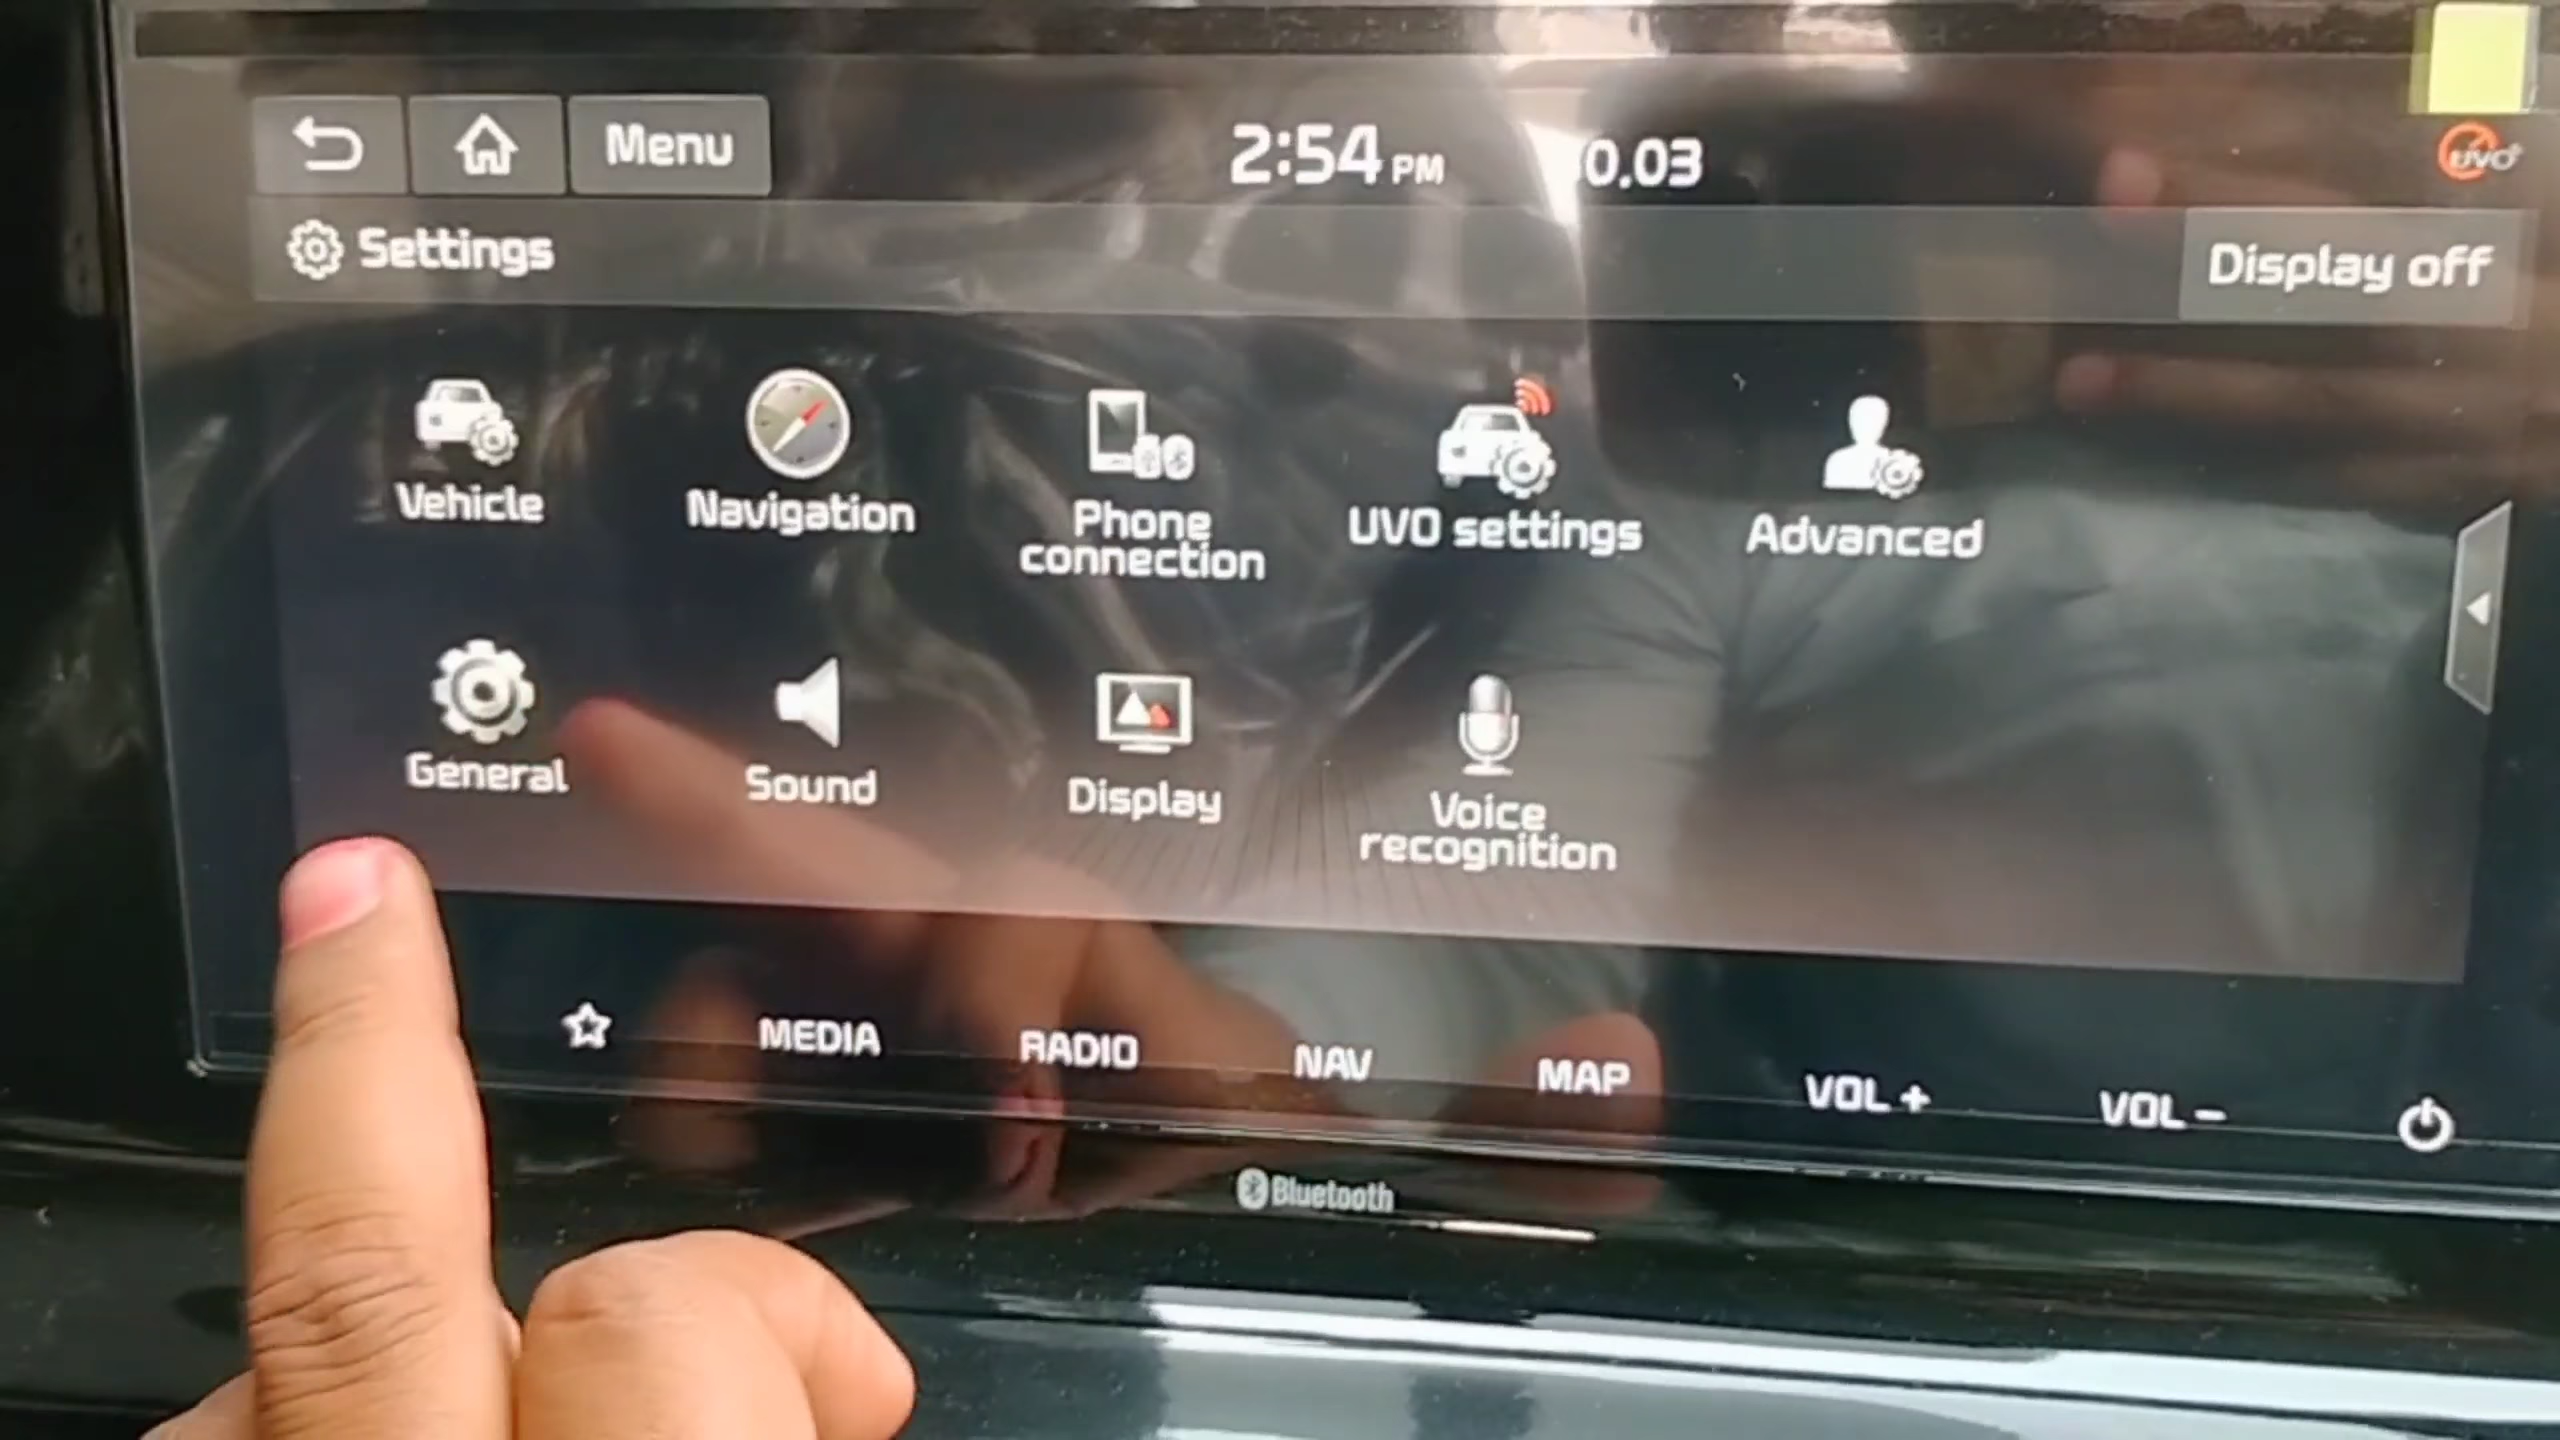 Menu
2:54 PM
0.03
UVO
Settings
Display off
Vehicle
Navigation
Phone
connection
UVO settings
Advanced
General
Sound
Display
Voice
recognition
MEDIA
RADIO
NAV
MAP
VOL +
VOL –
Bluetooth